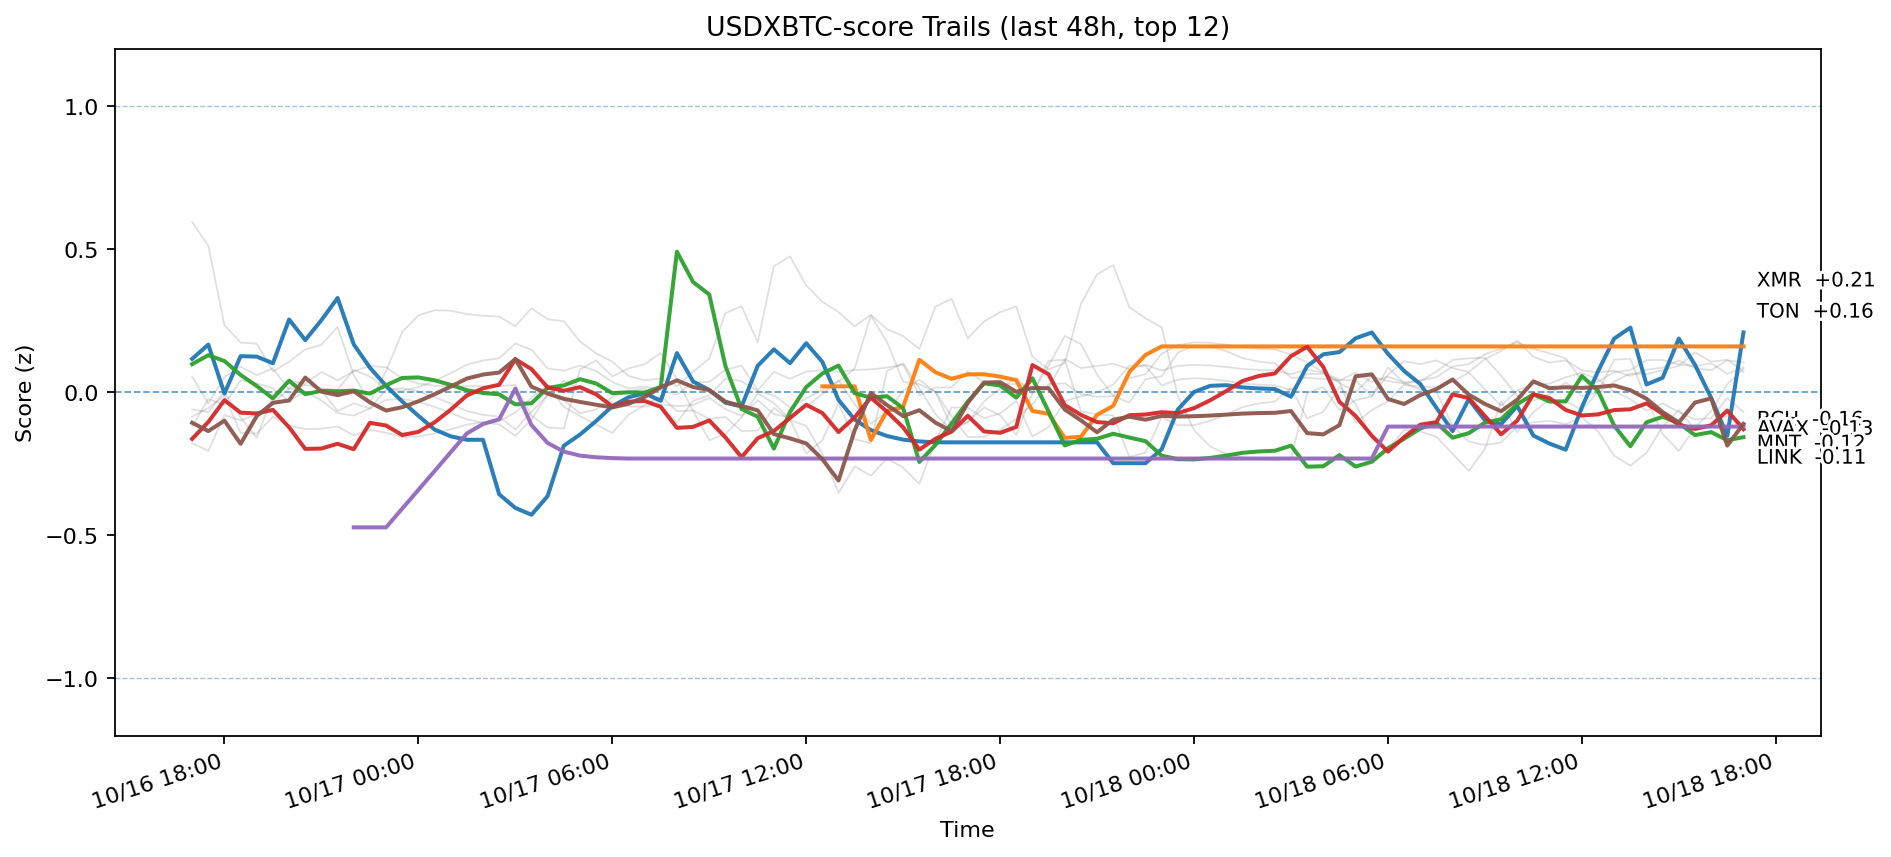 USDXBTC-score Trails (last 48h, top 12)
Score (z)
1.0
0.5
0.0
−0.5
−1.0
XMR +0.21
TON +0.16
BCH -0.16
AVAX -0.13
MNT -0.12
LINK -0.11
10/16 18:00
10/17 00:00
10/17 06:00
10/17 12:00
10/17 18:00
10/18 00:00
10/18 06:00
10/18 12:00
10/18 18:00
Time